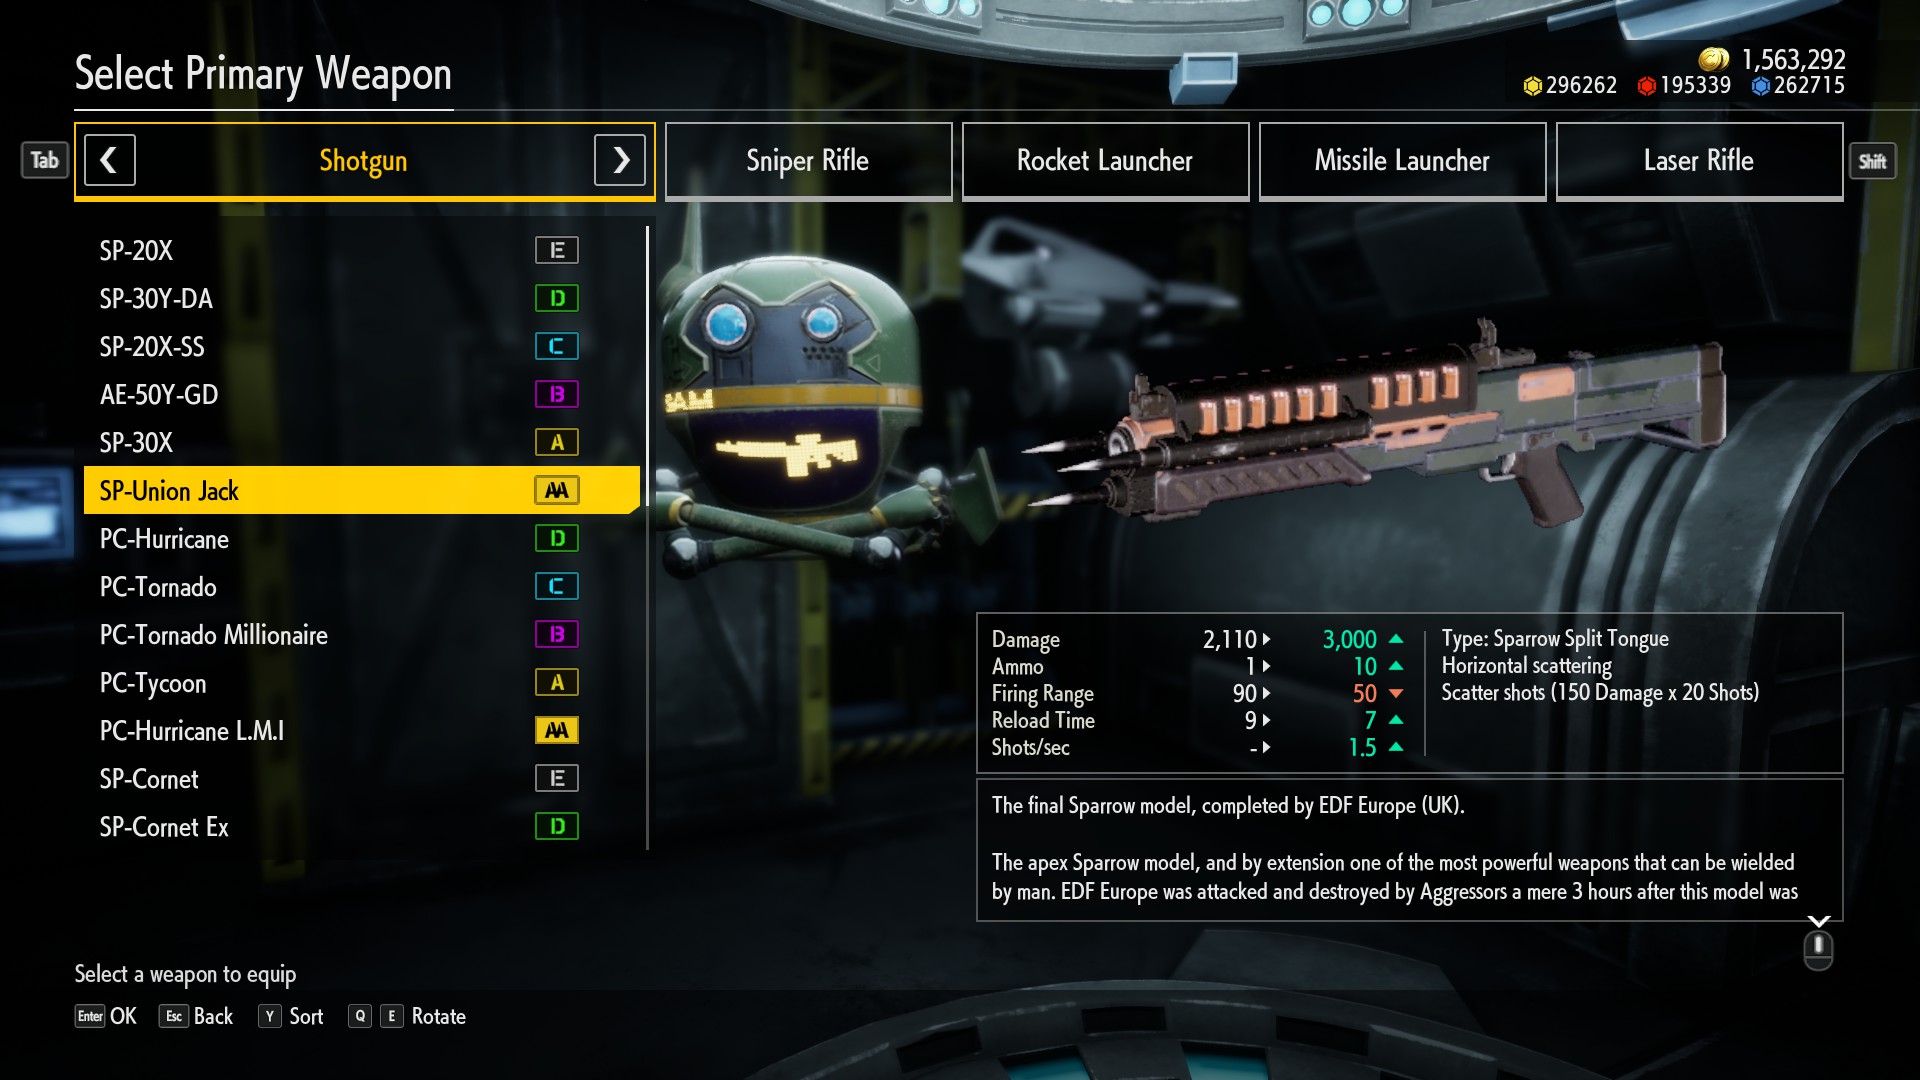 Select Primary Weapon
1,563,292
296262 195339 262715
Tab
Shotgun
Sniper Rifle
Rocket Launcher
Missile Launcher
Laser Rifle
Shift
SP-20X E
SP-30Y-DA D
SP-20X-SS C
AE-50Y-GD B
SP-30X A
SP-Union Jack AA
PC-Hurricane D
PC-Tornado C
PC-Tornado Millionaire B
PC-Tycoon A
PC-Hurricane L.M.I AA
SP-Cornet E
SP-Cornet Ex D
Damage 2,110 3,000
Ammo 1 10
Firing Range 90 50
Reload Time 9 7
Shots/sec - 1.5
Type: Sparrow Split Tongue
Horizontal scattering
Scatter shots (150 Damage x 20 Shots)
The final Sparrow model, completed by EDF Europe (UK).
The apex Sparrow model, and by extension one of the most powerful weapons that can be wielded
by man. EDF Europe was attacked and destroyed by Aggressors a mere 3 hours after this model was
Select a weapon to equip
Enter OK Esc Back Y Sort Q E Rotate